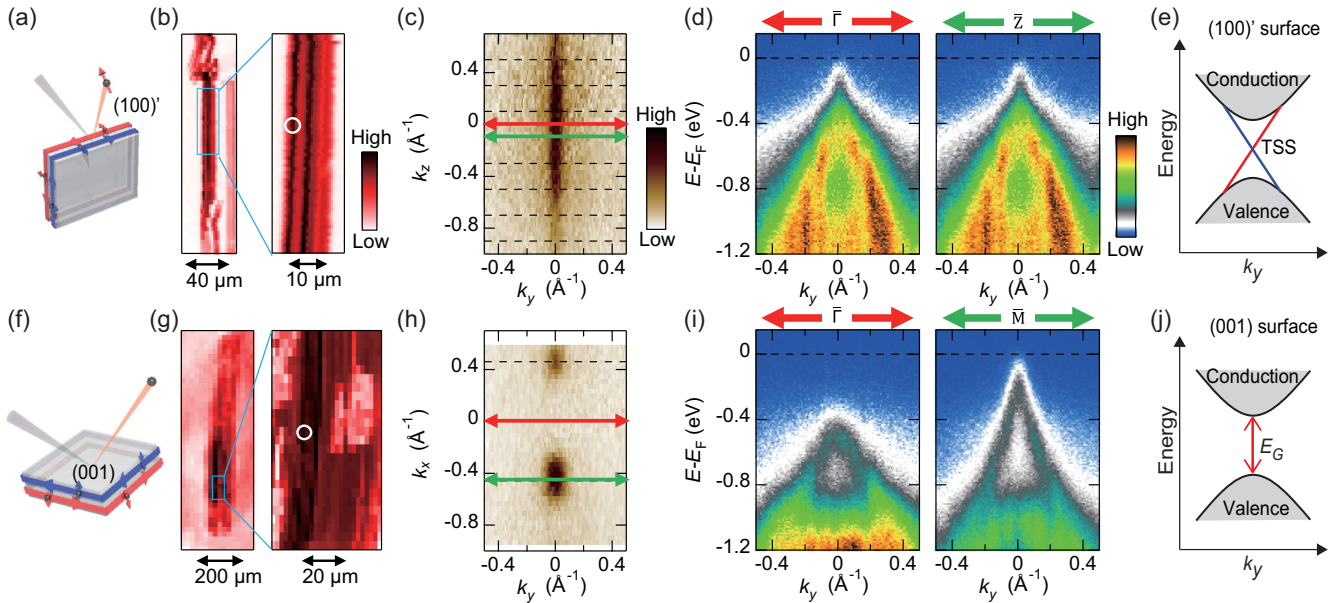 (a)
(100)'
(b)
40 μm
10 μm
High
Low
(c)
k_z (Å⁻¹)
0.4
0
-0.4
-0.8
-0.4 0 0.4
k_y (Å⁻¹)
High
Low
(d)
Γ̄
Z̄
E-E_F (eV)
0
-0.4
-0.8
-1.2
-0.4 0 0.4
k_y (Å⁻¹)
-0.4 0 0.4
k_y (Å⁻¹)
High
Low
(e)
(100)' surface
Energy
Conduction
TSS
Valence
k_y
(f)
(001)
(g)
200 μm
20 μm
(h)
k_x (Å⁻¹)
0.4
0
-0.4
-0.8
-0.4 0 0.4
k_y (Å⁻¹)
(i)
Γ̄
M̄
E-E_F (eV)
0
-0.4
-0.8
-1.2
-0.4 0 0.4
k_y (Å⁻¹)
-0.4 0 0.4
k_y (Å⁻¹)
(j)
(001) surface
Energy
Conduction
E_G
Valence
k_y